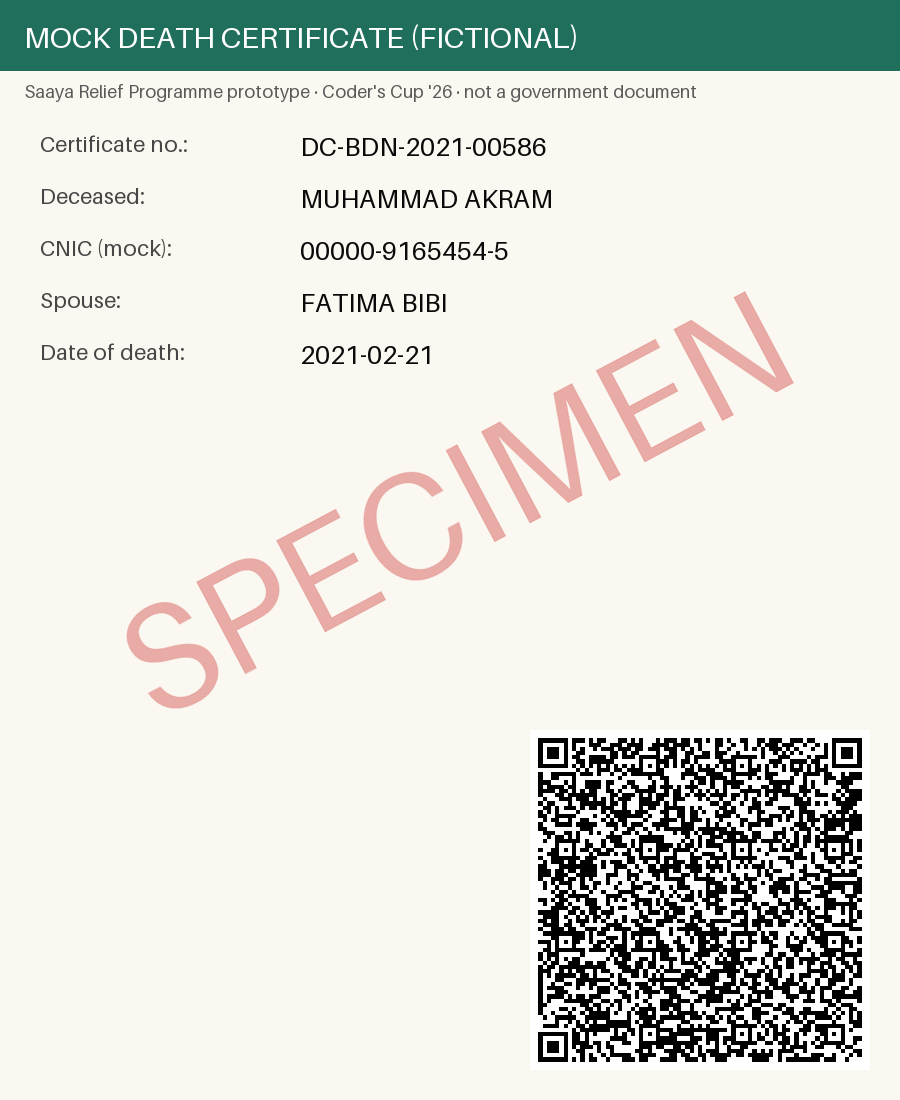 MOCK DEATH CERTIFICATE (FICTIONAL)
Saaya Relief Programme prototype · Coder's Cup '26 · not a government document
Certificate no.: DC-BDN-2021-00586
Deceased: MUHAMMAD AKRAM
CNIC (mock): 00000-9165454-5
Spouse: FATIMA BIBI
Date of death: 2021-02-21
SPECIMEN